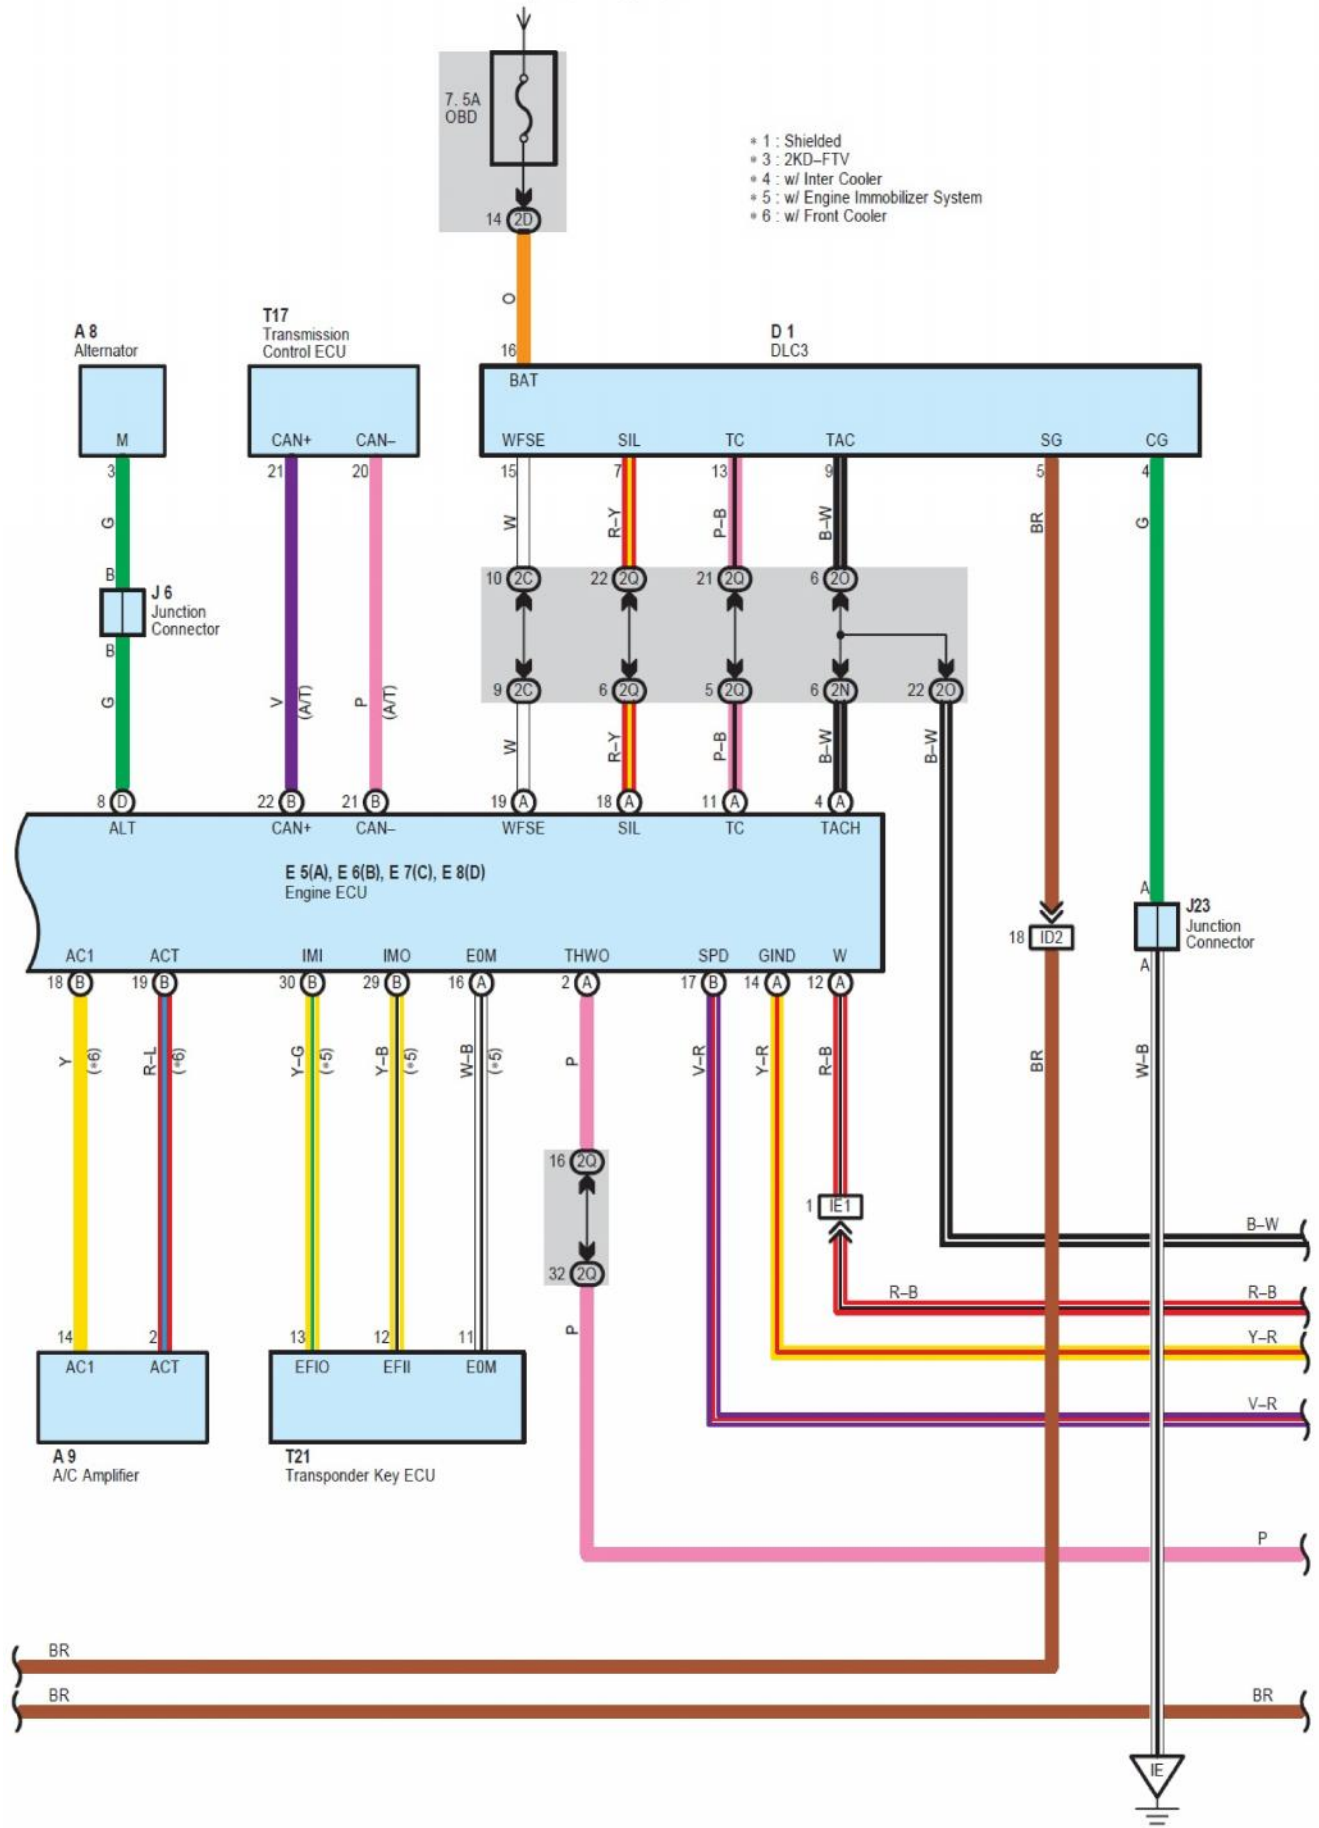 7. 5A
OBD
∗ 1 : Shielded
∗ 3 : 2KD–FTV
∗ 4 : w/ Inter Cooler
∗ 5 : w/ Engine Immobilizer System
∗ 6 : w/ Front Cooler
14 2D
O
A 8
Alternator
T17
Transmission
Control ECU
D 1
DLC3
16
BAT
M
CAN+ CAN–
WFSE SIL TC TAC SG CG
3 21 20 15 7 13 9 5 4
G W R–Y P–B B–W BR G
B
J 6
Junction
Connector
B
10 2C 22 2Q 21 2Q 6 2O
9 2C 6 2Q 5 2Q 6 2N 22 2O
G V (A/T) P (A/T) W R–Y P–B B–W B–W
8 D 22 B 21 B 19 A 18 A 11 A 4 A
ALT CAN+ CAN– WFSE SIL TC TACH
E 5(A), E 6(B), E 7(C), E 8(D)
Engine ECU
A
J23
Junction
Connector
A
18 ID2
AC1 ACT IMI IMO E0M THWO SPD GIND W
18 B 19 B 30 B 29 B 16 A 2 A 17 B 14 A 12 A
Y (∗6) R–L (∗6) Y–G (∗5) Y–B (∗5) W–B (∗5) P V–R Y–R R–B BR W–B
16 2Q
1 IE1
B–W
32 2Q
R–B R–B
P
Y–R
14 2 13 12 11
AC1 ACT EFIO EFII E0M
V–R
A 9
A/C Amplifier
T21
Transponder Key ECU
P
BR
BR BR
IE